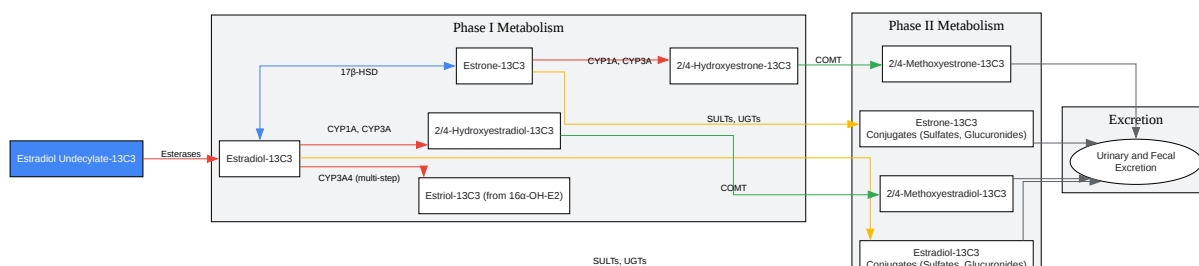 Phase I Metabolism
Phase II Metabolism
Estrone-13C3
CYP1A, CYP3A
2/4-Hydroxyestrone-13C3
COMT
2/4-Methoxyestrone-13C3
17β-HSD
SULTs, UGTs
Estrone-13C3
Conjugates (Sulfates, Glucuronides)
Excretion
CYP1A, CYP3A
2/4-Hydroxyestradiol-13C3
Estradiol Undecylate-13C3
Esterases
Estradiol-13C3
Urinary and Fecal
Excretion
CYP3A4 (multi-step)
Estriol-13C3 (from 16α-OH-E2)
COMT
2/4-Methoxyestradiol-13C3
Estradiol-13C3
Conjugates (Sulfates, Glucuronides)
SULTs, UGTs